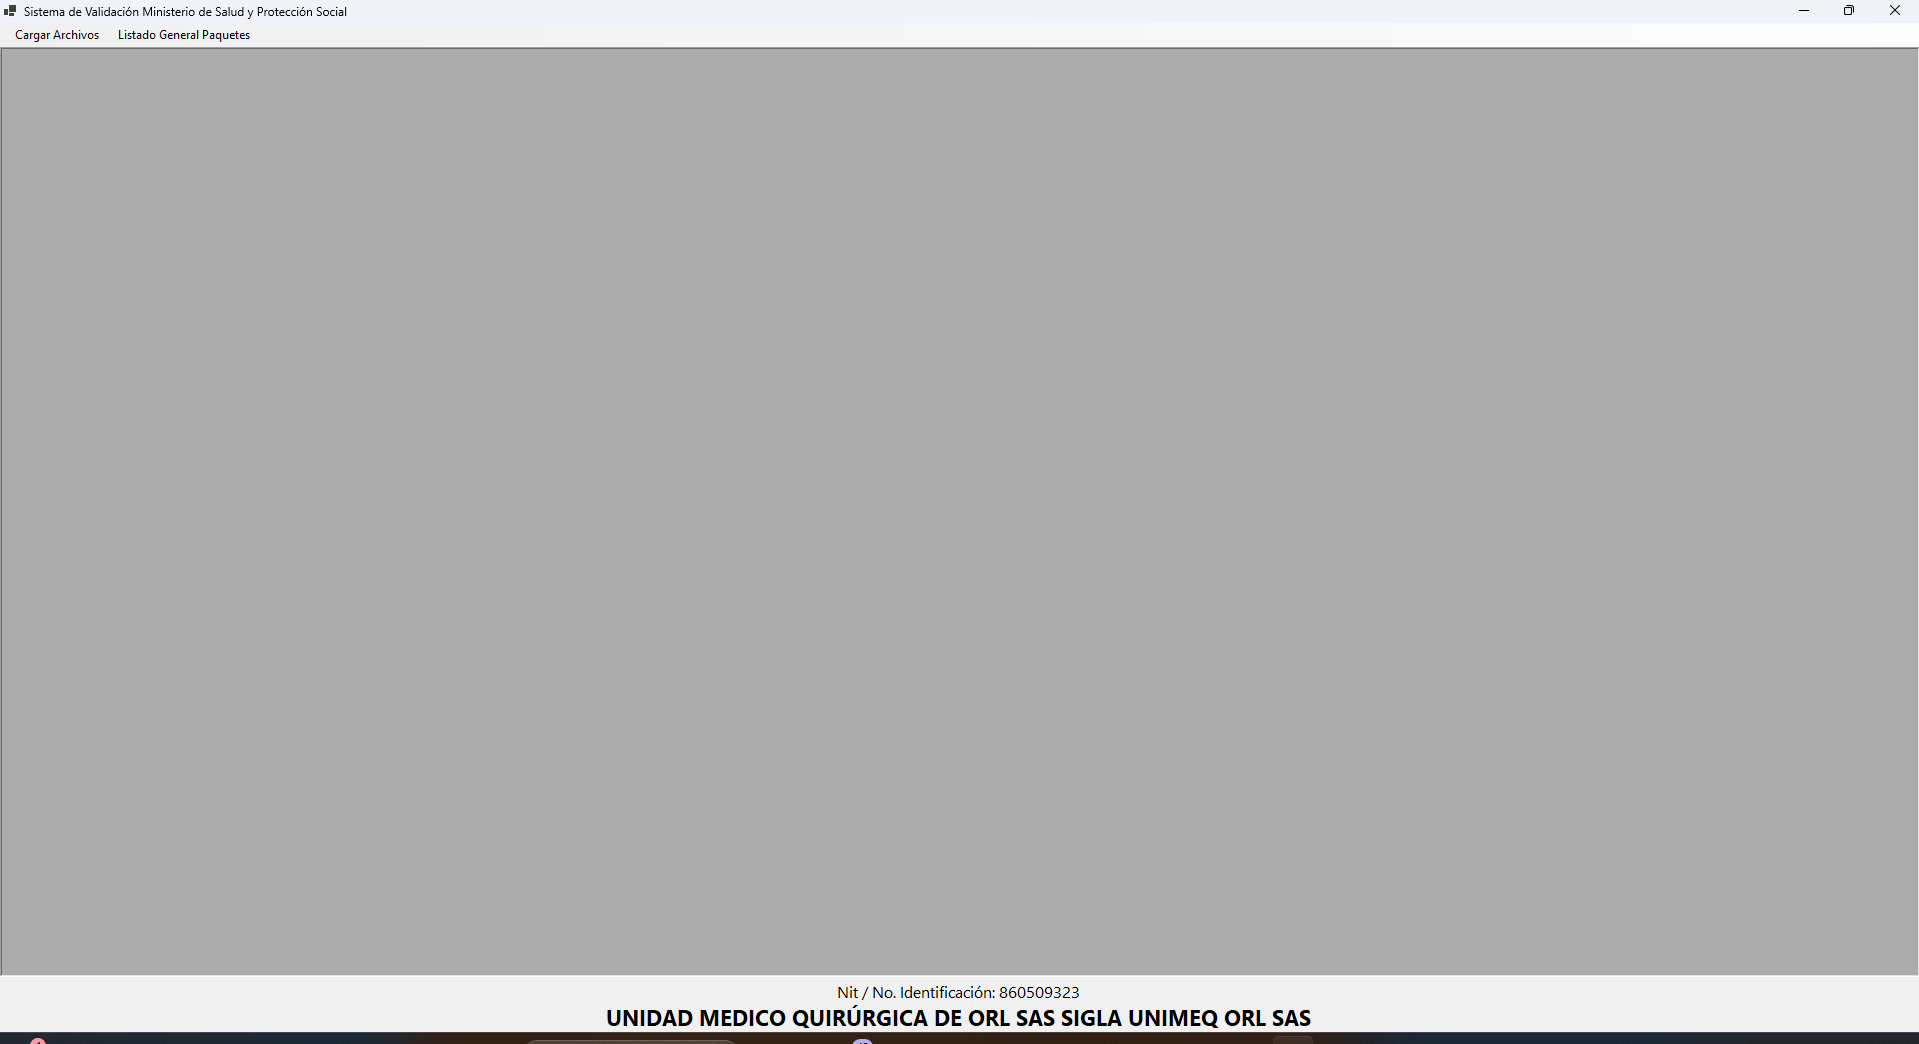 Sistema de Validación Ministerio de Salud y Protección Social
Cargar Archivos Listado General Paquetes
Nit / No. Identificación: 860509323
UNIDAD MEDICO QUIRÚRGICA DE ORL SAS SIGLA UNIMEQ ORL SAS